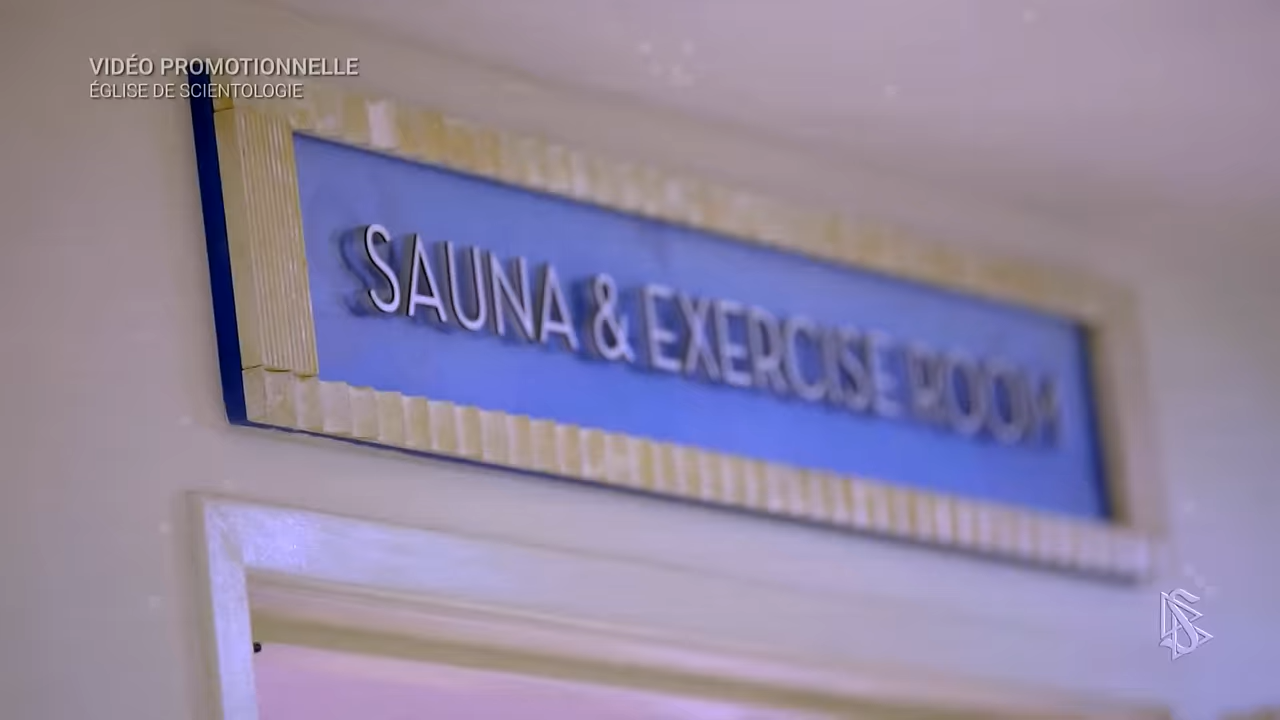 VIDÉO PROMOTIONNELLE
ÉGLISE DE SCIENTOLOGIE
SAUNA & EXERCISE ROOM